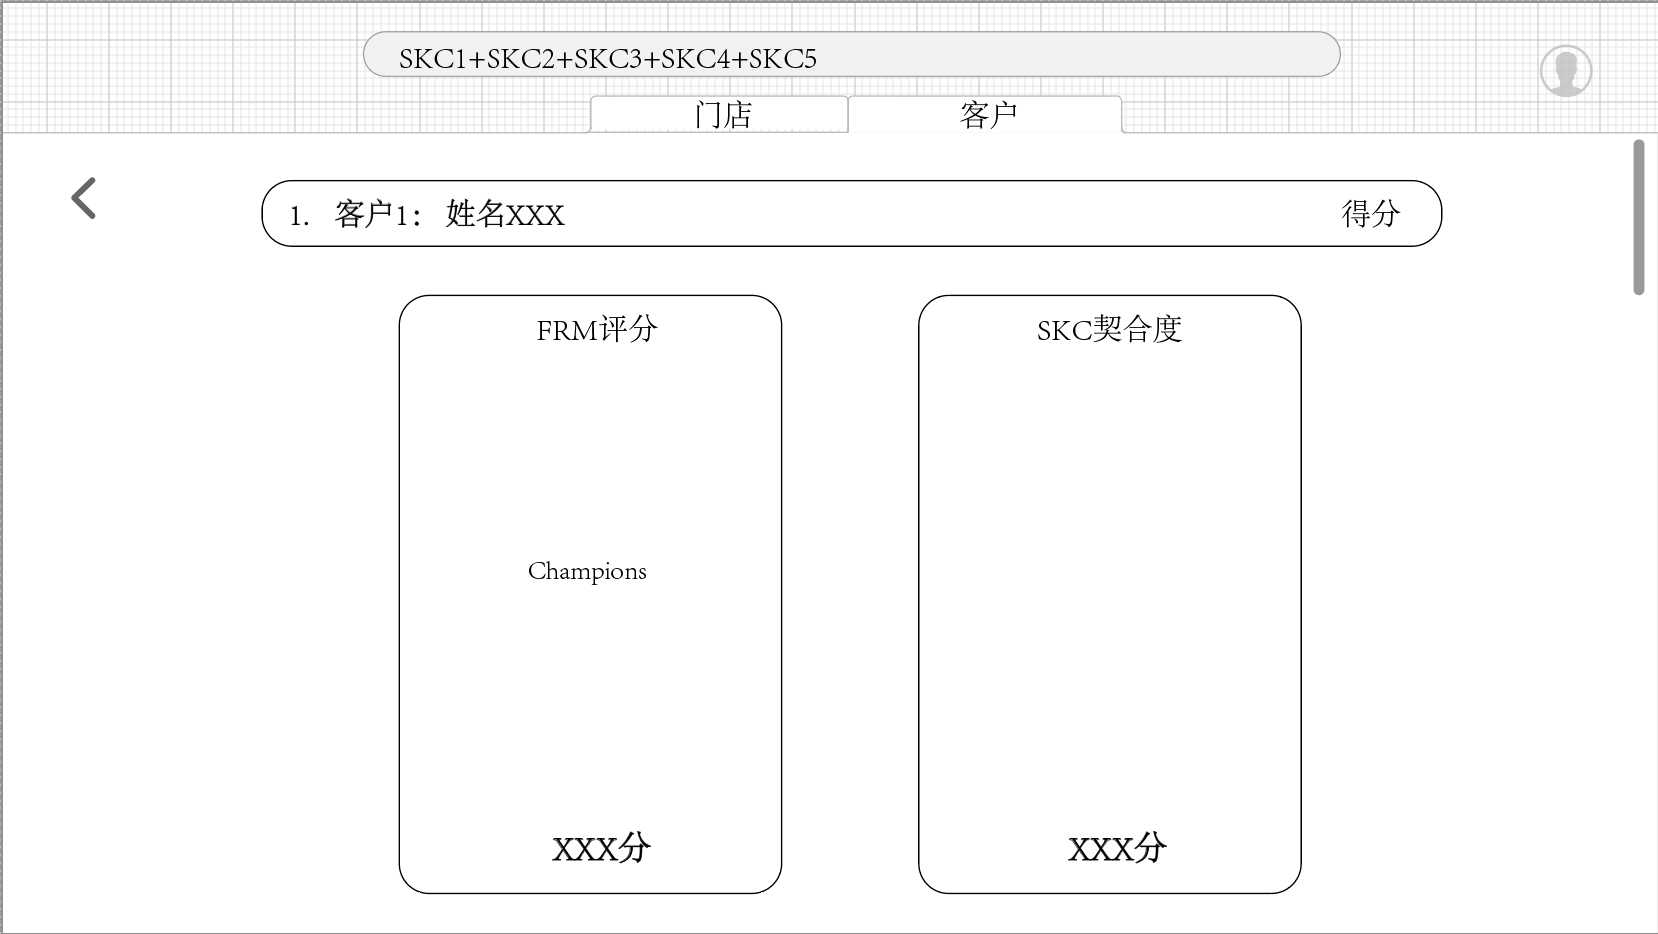 SKC1+SKC2+SKC3+SKC4+SKC5
门店 客户
1. 客户1： 姓名XXX 得分
FRM评分 SKC契合度
Champions
XXX分 XXX分